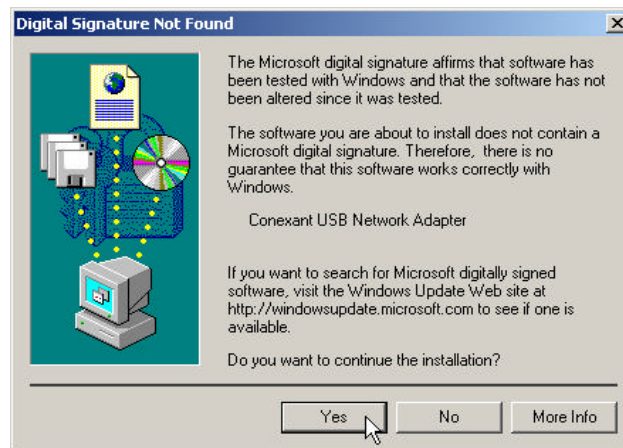 Digital Signature Not Found
The Microsoft digital signature affirms that software has
been tested with Windows and that the software has not
been altered since it was tested.
The software you are about to install does not contain a
Microsoft digital signature. Therefore, there is no
guarantee that this software works correctly with
Windows.
Conexant USB Network Adapter
If you want to search for Microsoft digitally signed
software, visit the Windows Update Web site at
http://windowsupdate.microsoft.com to see if one is
available.
Do you want to continue the installation?
Yes
No
More Info